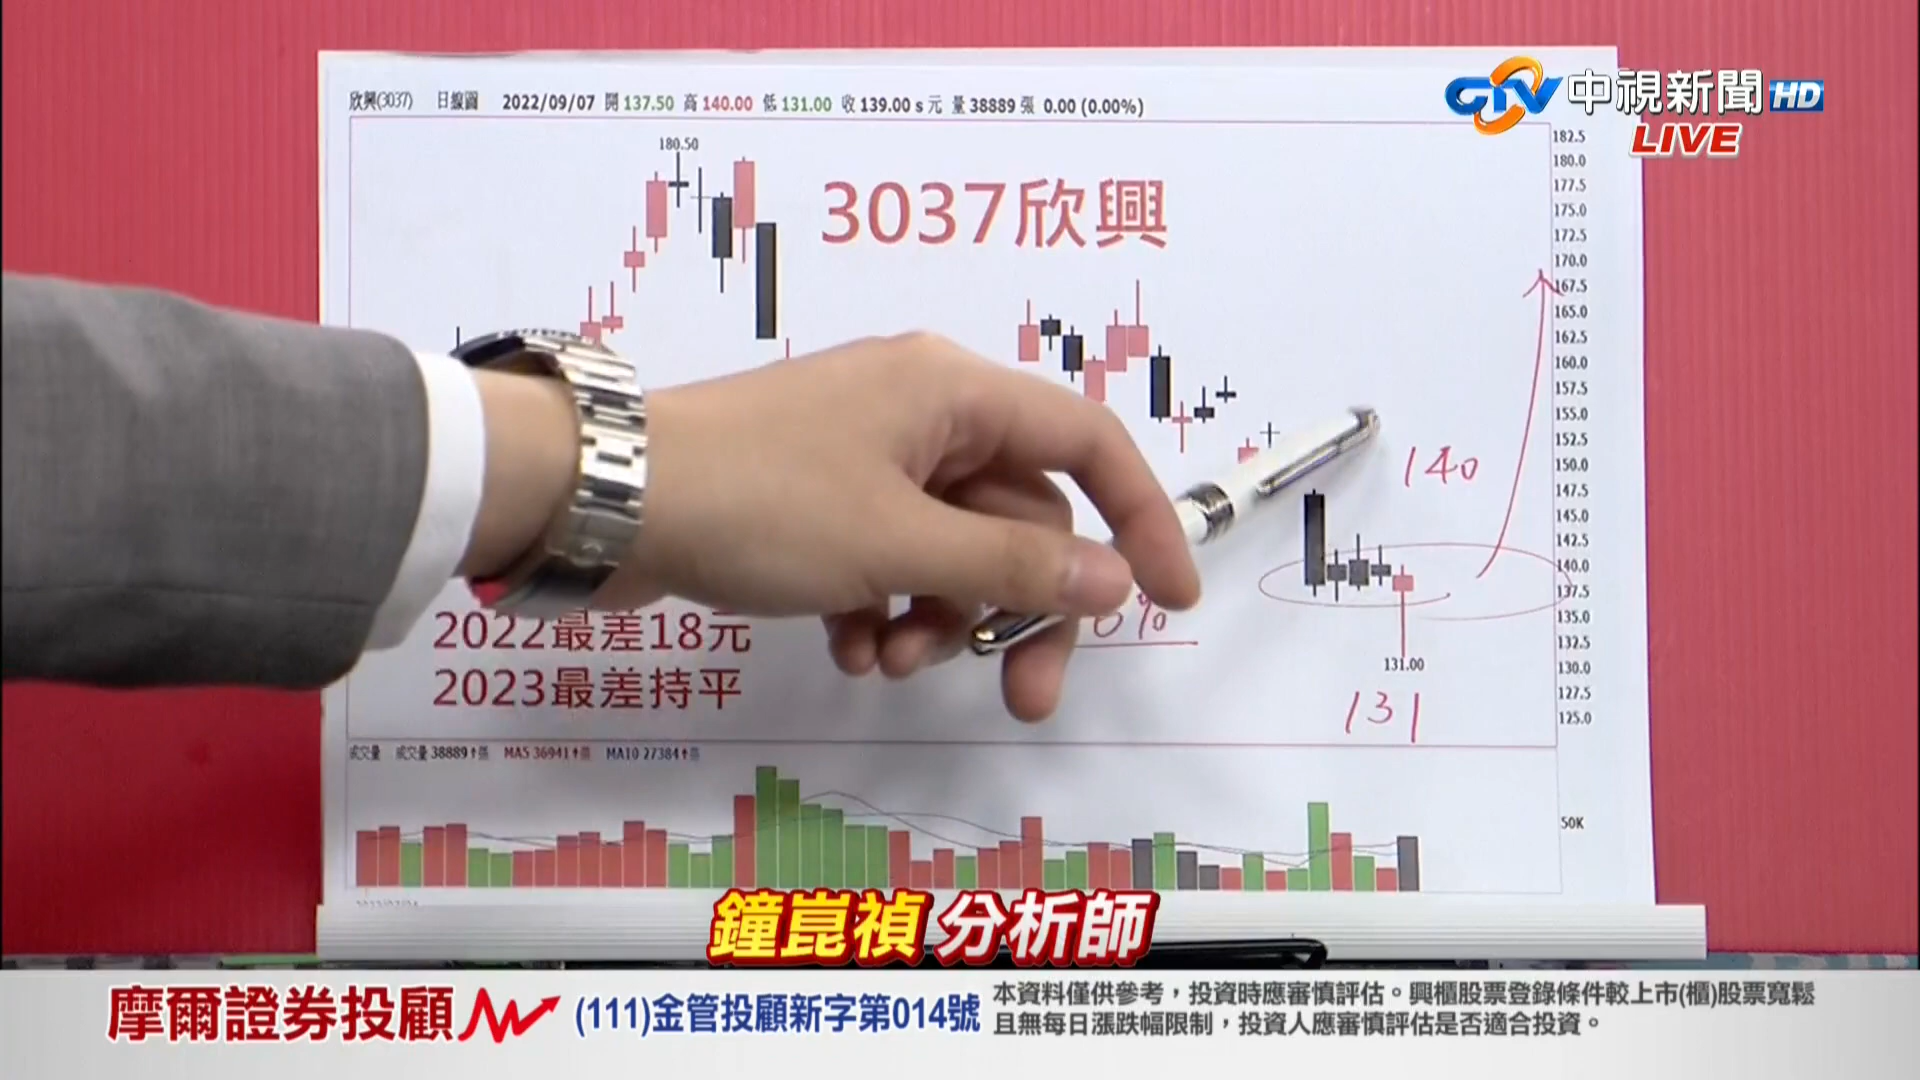 欣興(3037) 日線圖 2022/09/07 開 137.50 高 140.00 低 131.00 收 139.00 s 元 量 38889 張 0.00 (0.00%)
CTV 中視新聞 HD
LIVE
180.50
3037欣興
182.5
180.0
177.5
175.0
172.5
170.0
167.5
165.0
162.5
160.0
157.5
155.0
152.5
150.0
147.5
145.0
142.5
140.0
137.5
135.0
132.5
130.0
127.5
125.0
140
%
131.00
131
2022最差18元
2023最差持平
成交量 成交量 38889↑張 MA5 36941↑張 MA10 27384↑張
50K
鐘崑禎 分析師
摩爾證券投顧 (111)金管投顧新字第014號
本資料僅供參考，投資時應審慎評估。興櫃股票登錄條件較上市(櫃)股票寬鬆
且無每日漲跌幅限制，投資人應審慎評估是否適合投資。